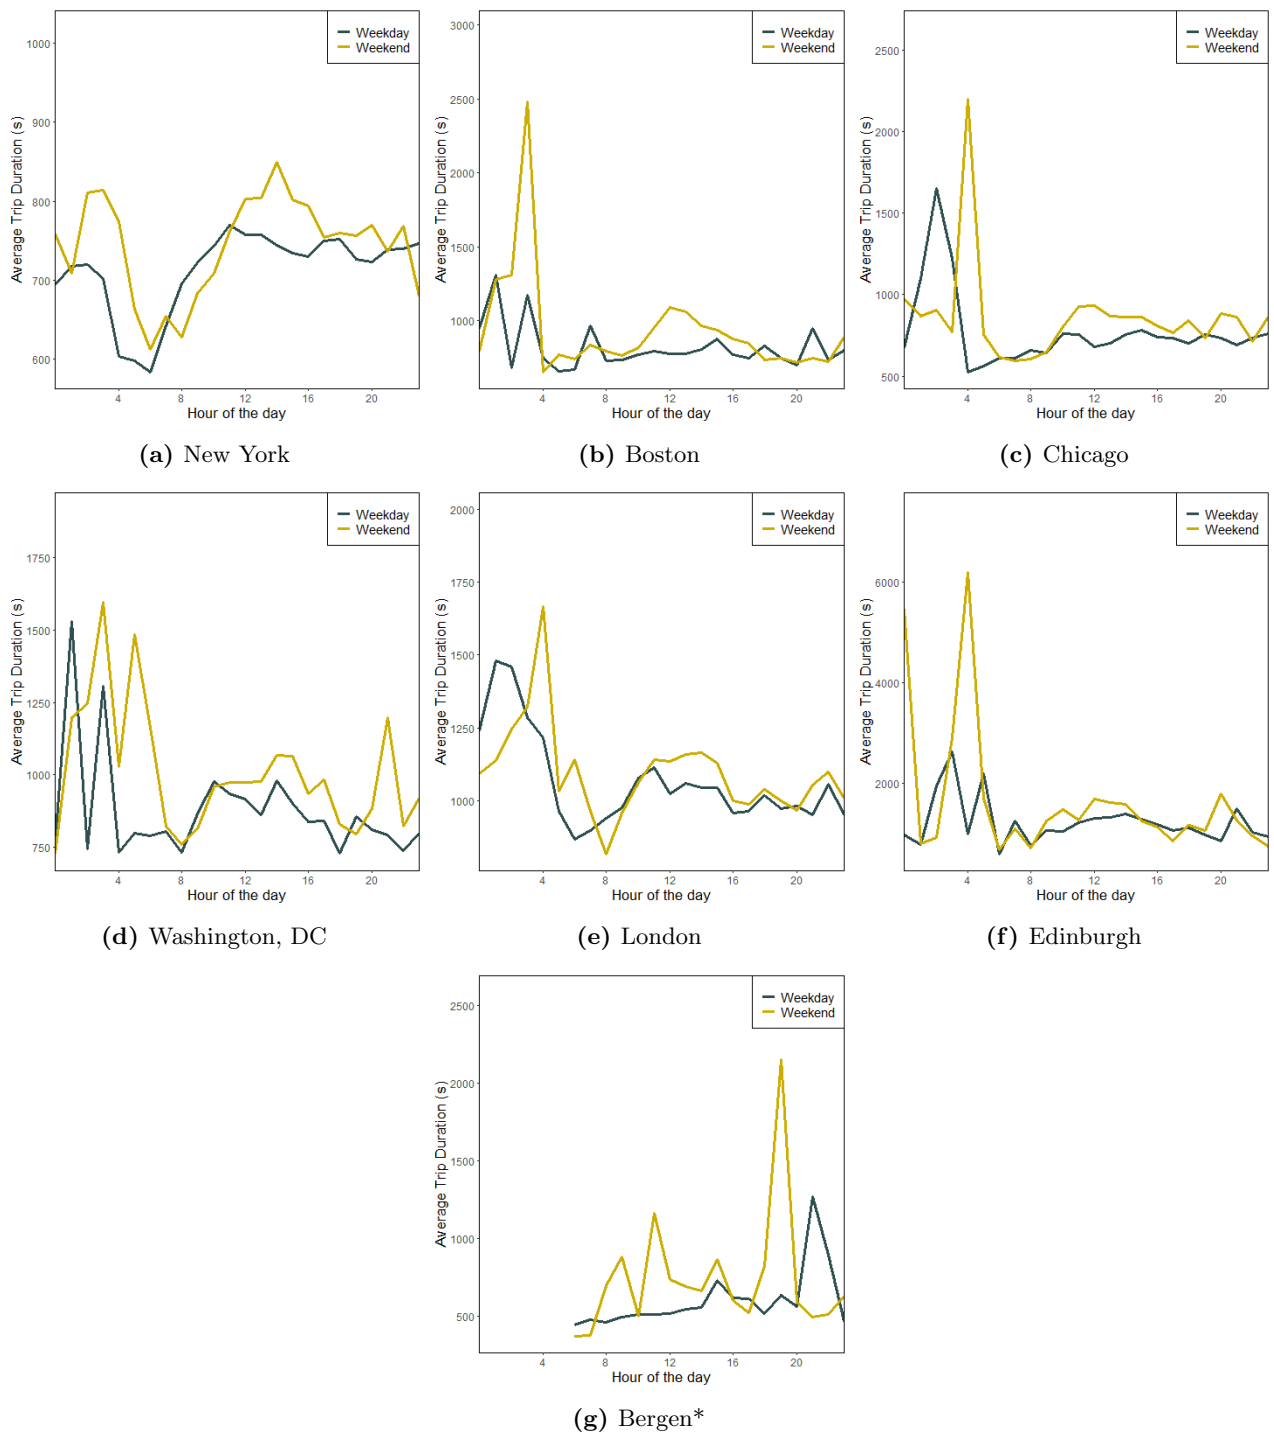 Weekday
Weekend
1000
900
800
700
600
Average Trip Duration (s)
4 8 12 16 20
Hour of the day
(a) New York
Weekday
Weekend
3000
2500
2000
1500
1000
Average Trip Duration (s)
4 8 12 16 20
Hour of the day
(b) Boston
Weekday
Weekend
2500
2000
1500
1000
500
Average Trip Duration (s)
4 8 12 16 20
Hour of the day
(c) Chicago
Weekday
Weekend
1750
1500
1250
1000
750
Average Trip Duration (s)
4 8 12 16 20
Hour of the day
(d) Washington, DC
Weekday
Weekend
2000
1750
1500
1250
1000
Average Trip Duration (s)
4 8 12 16 20
Hour of the day
(e) London
Weekday
Weekend
6000
4000
2000
Average Trip Duration (s)
4 8 12 16 20
Hour of the day
(f) Edinburgh
Weekday
Weekend
2500
2000
1500
1000
500
Average Trip Duration (s)
4 8 12 16 20
Hour of the day
(g) Bergen*